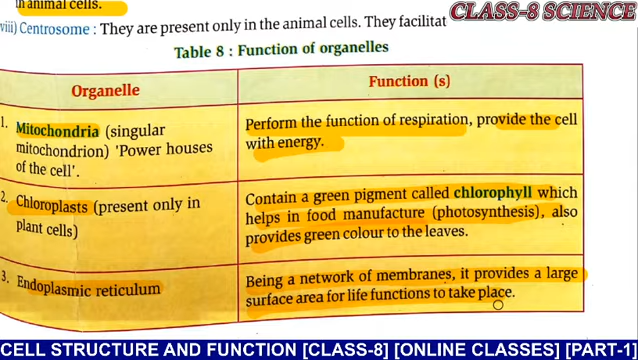 in animal cells.
CLASS-8 SCIENCE
viii) Centrosome : They are present only in the animal cells. They facilitat
Table 8 : Function of organelles
Organelle
Function (s)
1. Mitochondria (singular
mitochondrion) 'Power houses
of the cell'.
Perform the function of respiration, provide the cell
with energy.
2. Chloroplasts (present only in
plant cells)
Contain a green pigment called chlorophyll which
helps in food manufacture (photosynthesis), also
provides green colour to the leaves.
3. Endoplasmic reticulum
Being a network of membranes, it provides a large
surface area for life functions to take place.
CELL STRUCTURE AND FUNCTION [CLASS-8] [ONLINE CLASSES] [PART-1]